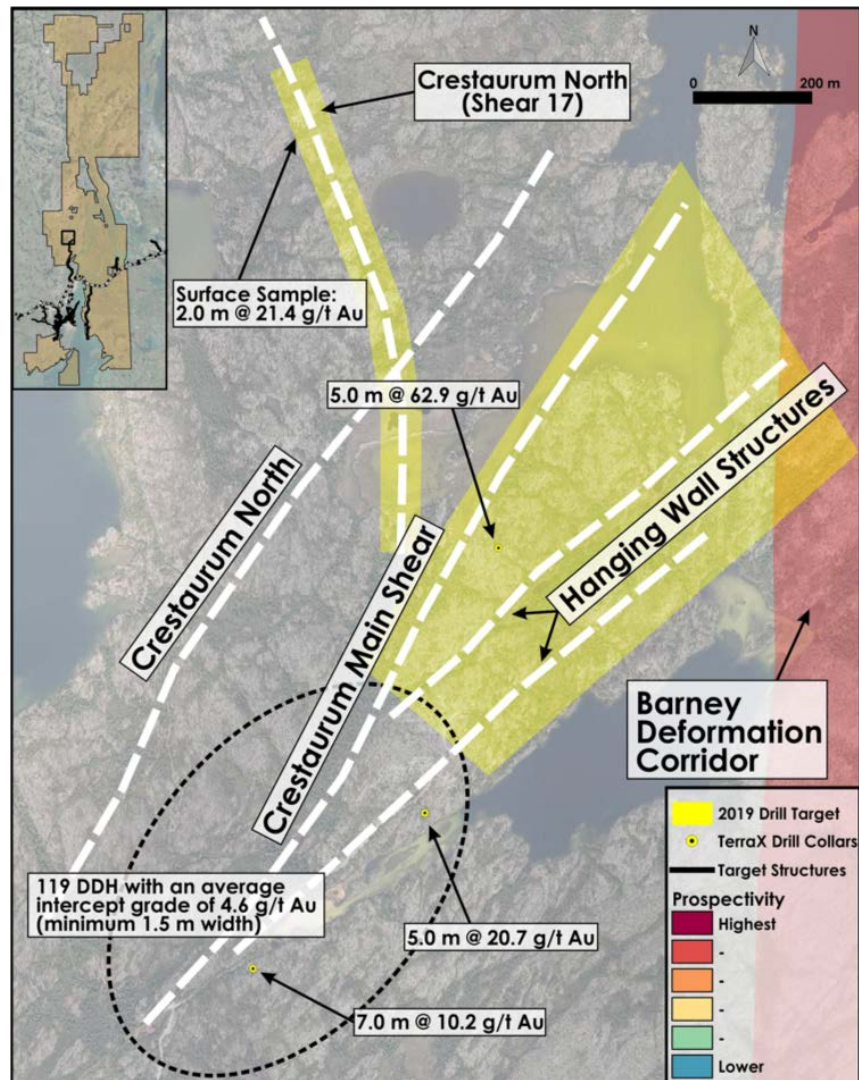 N
0
200 m
Crestaurum North
(Shear 17)
Surface Sample:
2.0 m @ 21.4 g/t Au
5.0 m @ 62.9 g/t Au
Crestaurum North
Crestaurum Main Shear
Hanging Wall Structures
Barney
Deformation
Corridor
119 DDH with an average
intercept grade of 4.6 g/t Au
(minimum 1.5 m width)
5.0 m @ 20.7 g/t Au
7.0 m @ 10.2 g/t Au
2019 Drill Target
TerraX Drill Collars
Target Structures
Prospectivity
Highest
-
-
-
-
Lower